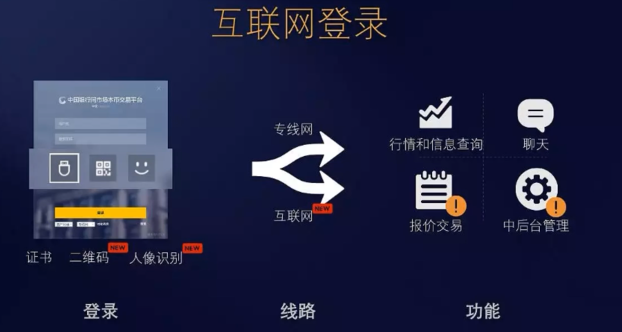 互联网登录
中国银行间市场本币交易平台
专线网
互联网
NEW
行情和信息查询
聊天
报价交易
中后台管理
证书
二维码
NEW
人像识别
NEW
登录
线路
功能